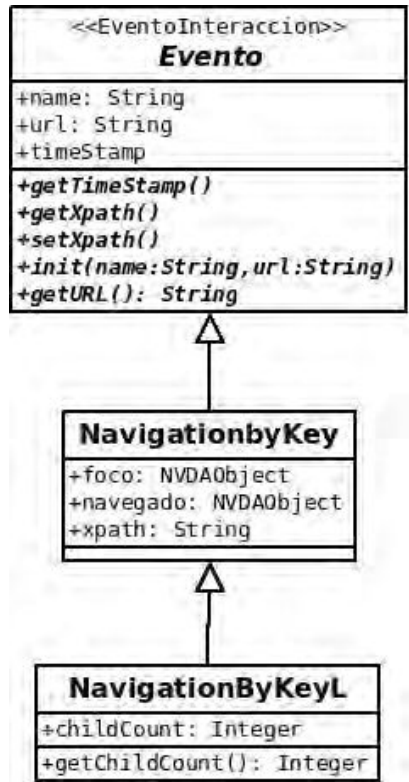 <<EventoInteraccion>>
Evento
+name: String
+url: String
+timeStamp
+getTimeStamp()
+getXpath()
+setXpath()
+init(name:String,url:String)
+getURL(): String
NavigationbyKey
+foco: NVDAObject
+navegado: NVDAObject
+xpath: String
NavigationByKeyL
+childCount: Integer
+getChildCount(): Integer